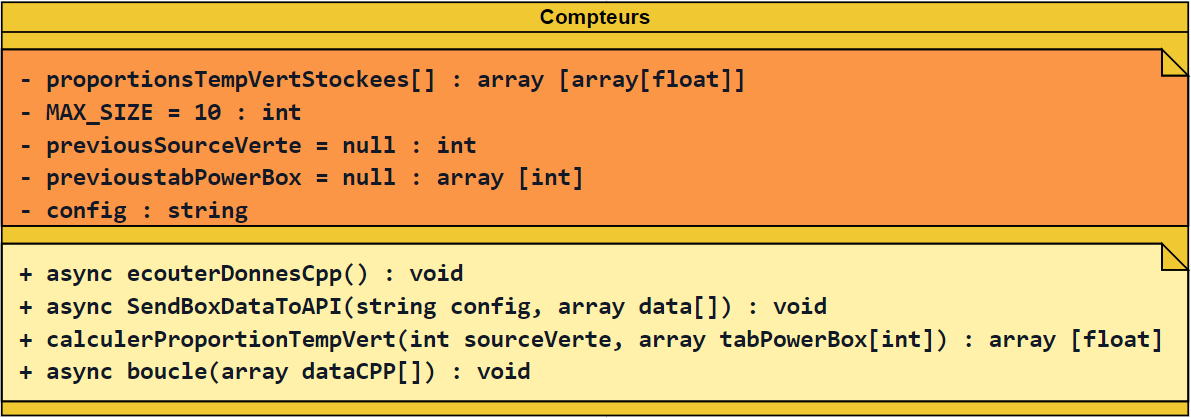 Compteurs
- proportionsTempVertStockees[] : array [array[float]]
- MAX_SIZE = 10 : int
- previousSourceVerte = null : int
- previoustabPowerBox = null : array [int]
- config : string
+ async ecouterDonnesCpp() : void
+ async SendBoxDataToAPI(string config, array data[]) : void
+ calculerProportionTempVert(int sourceVerte, array tabPowerBox[int]) : array [float]
+ async boucle(array dataCPP[]) : void